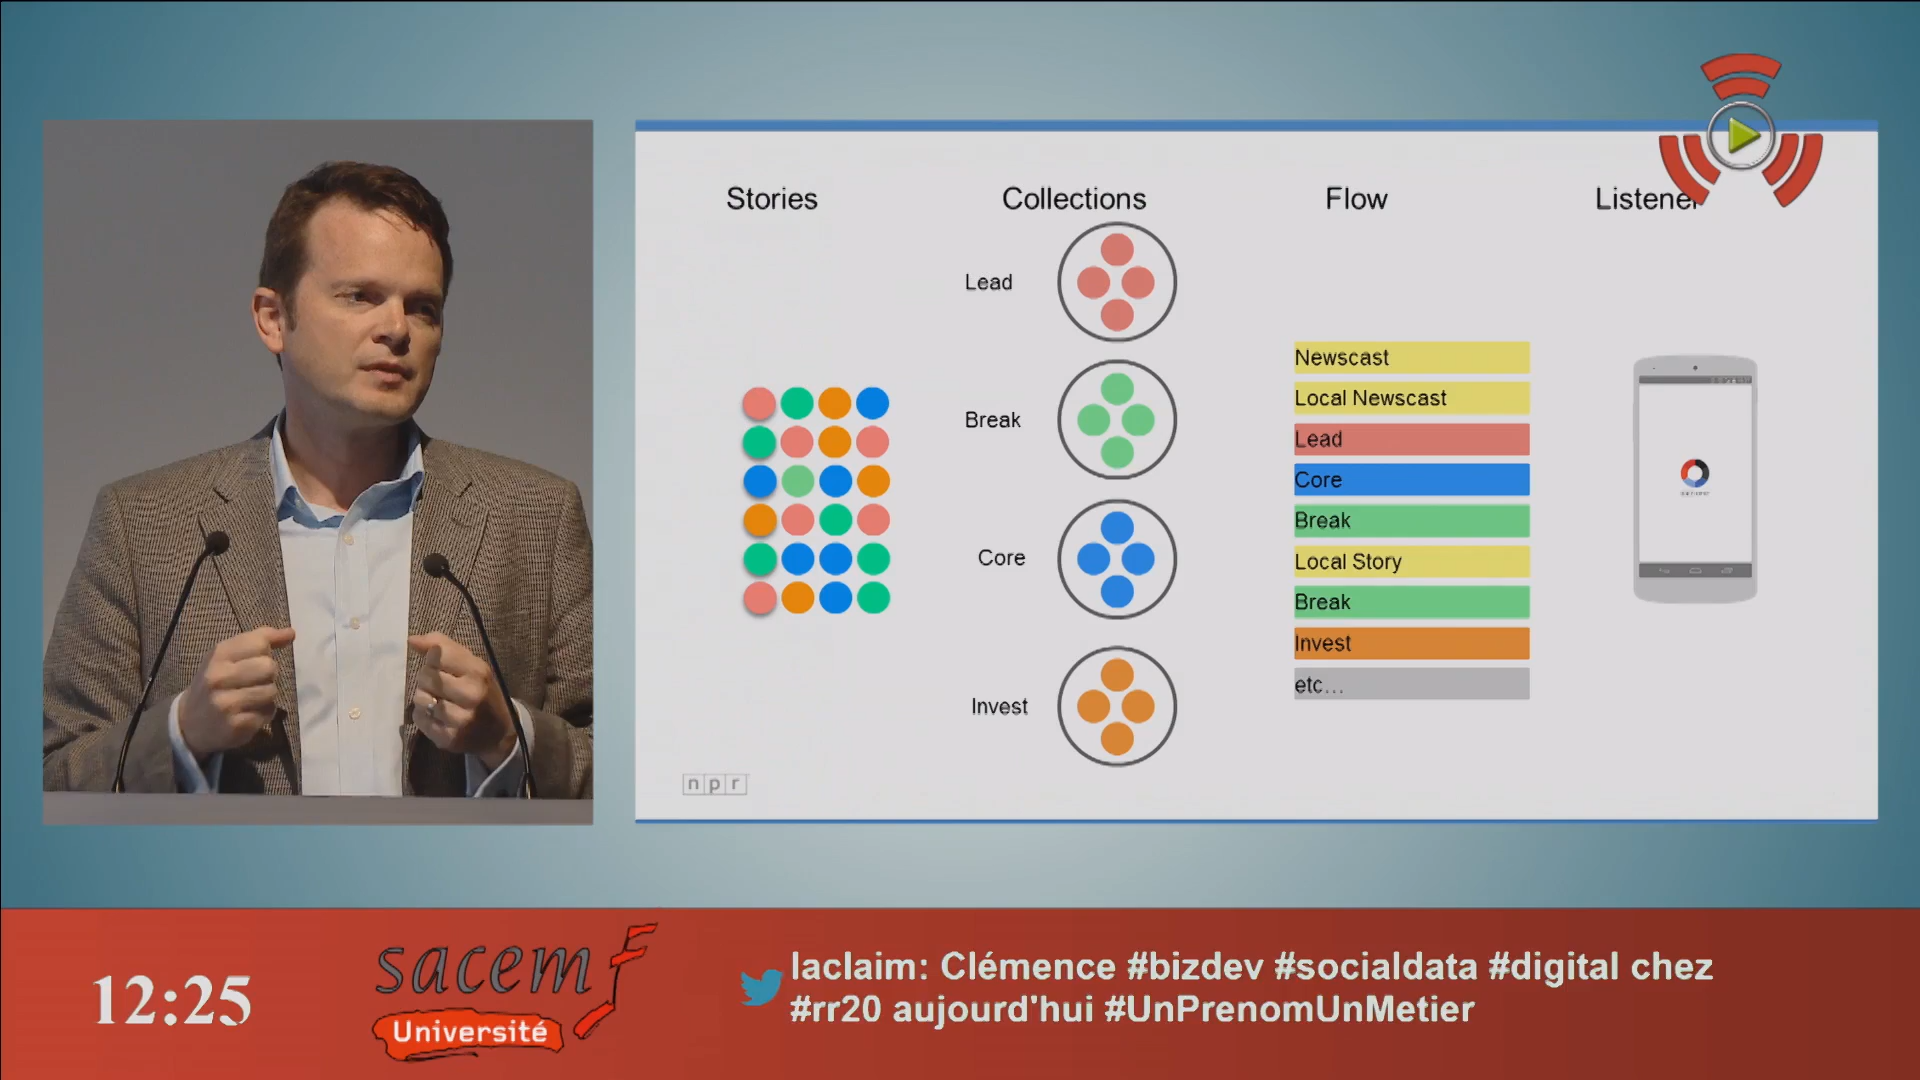 Stories
Collections
Flow
Listener
Lead
Break
Core
Invest
Newscast
Local Newscast
Lead
Core
Break
Local Story
Break
Invest
etc...
npr
12:25
sacem
Université
laclaim: Clémence #bizdev #socialdata #digital chez
#rr20 aujourd'hui #UnPrenomUnMetier